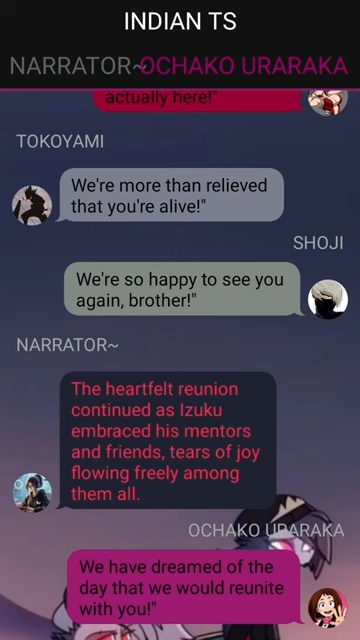 INDIAN TS
NARRATOR~ OCHAKO URARAKA
actually here!"
TOKOYAMI
We're more than relieved
that you're alive!"
SHOJI
We're so happy to see you
again, brother!"
NARRATOR~
The heartfelt reunion
continued as Izuku
embraced his mentors
and friends, tears of joy
flowing freely among
them all.
OCHAKO URARAKA
We have dreamed of the
day that we would reunite
with you!"